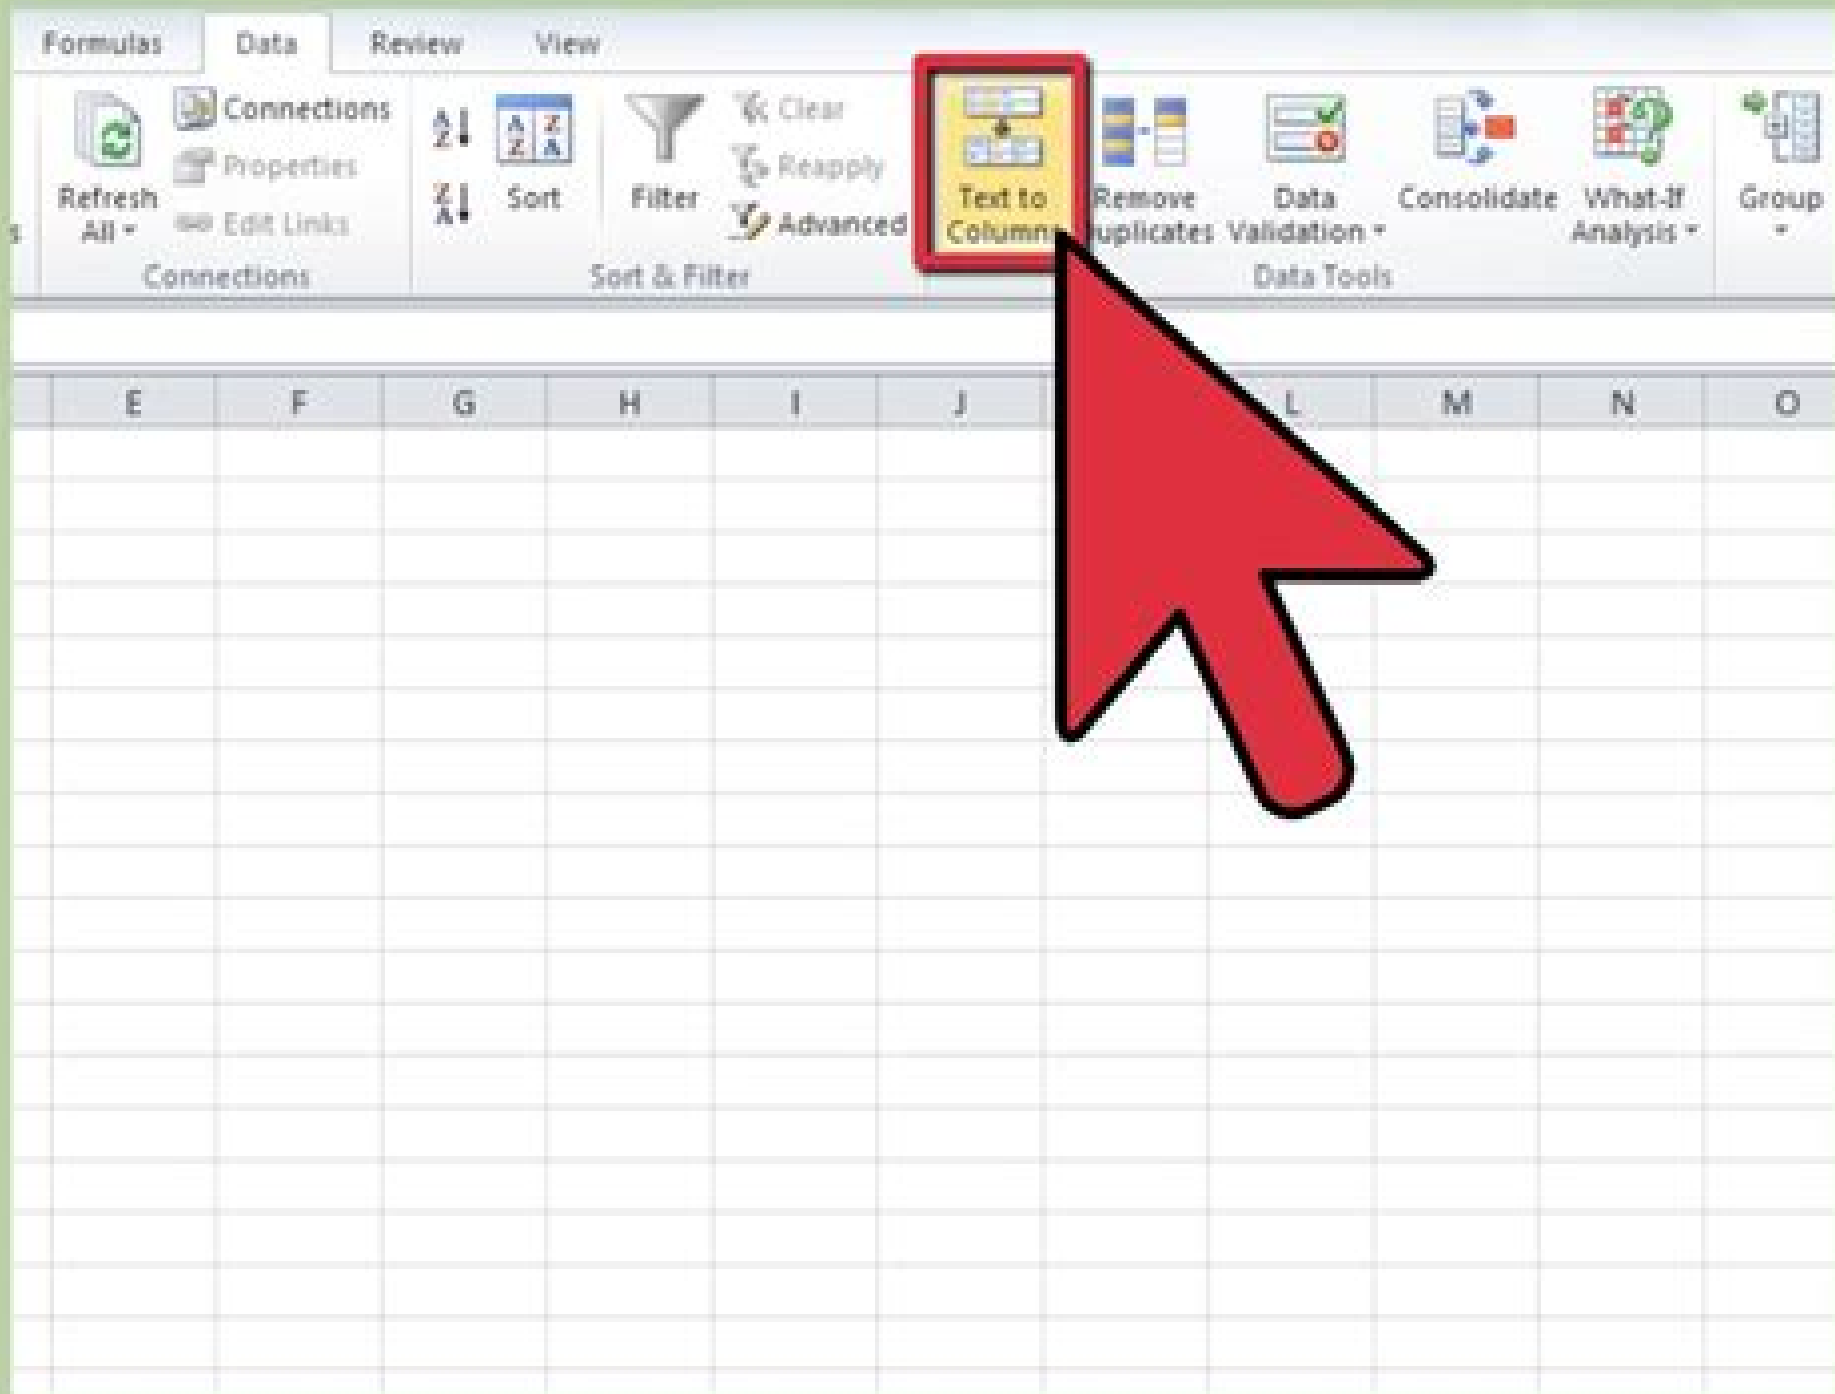 Formulas Data Review View
Connections
Properties
Edit Links
Refresh
All
Connections
Sort
Filter
Clear
Reapply
Advanced
Sort & Filter
Text to
Columns
Remove
uplicates
Data
Validation
Consolidate
What-If
Analysis
Data Tools
Group
E F G H I J L M N O